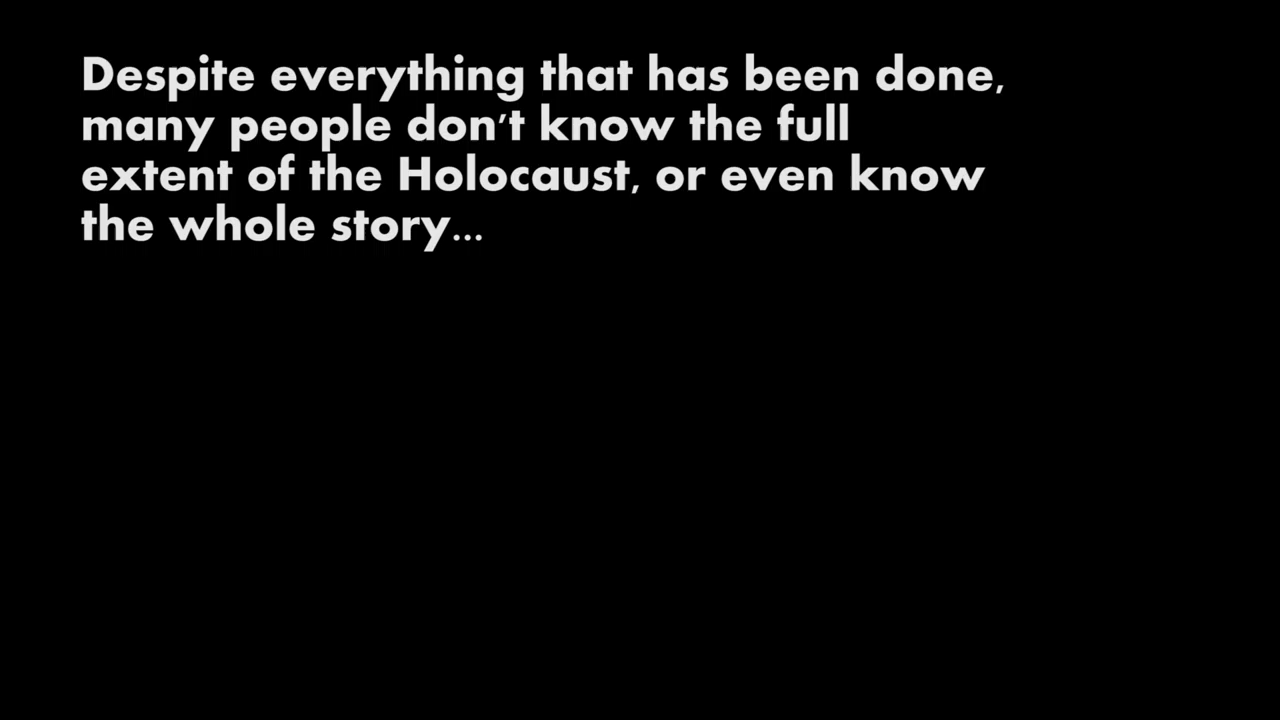 Despite everything that has been done,
many people don't know the full
extent of the Holocaust, or even know
the whole story...